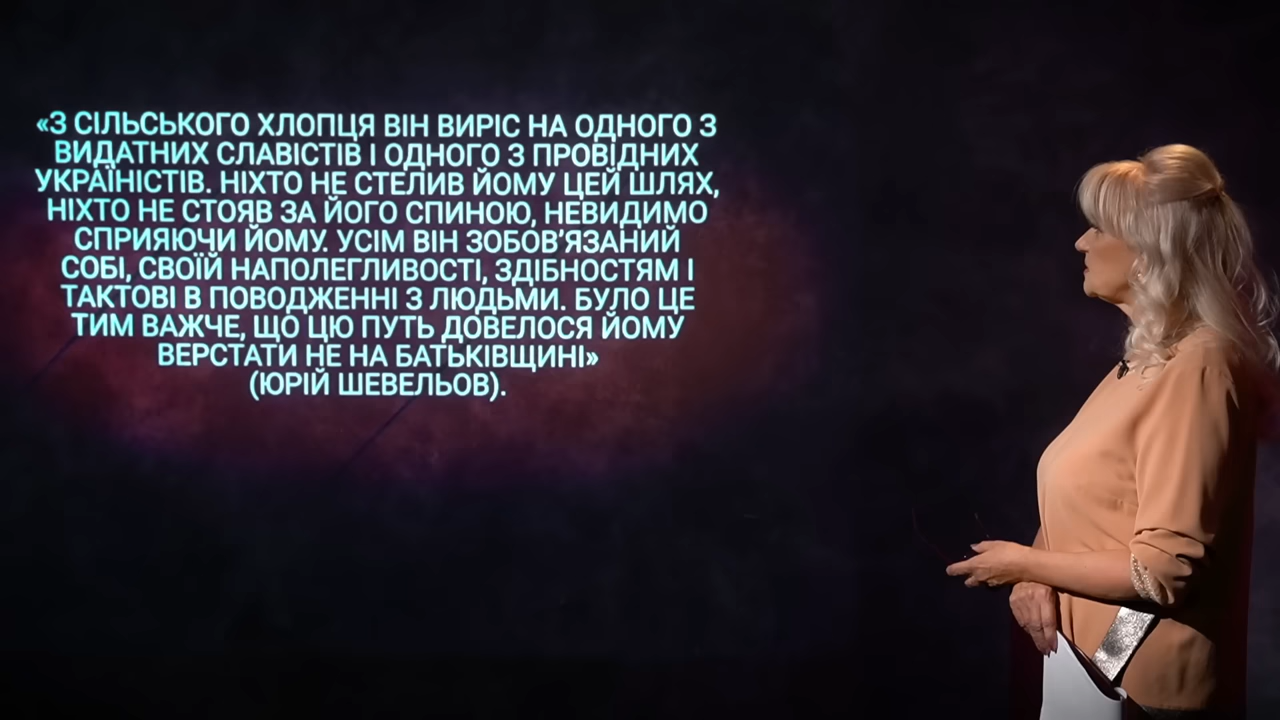 «З СІЛЬСЬКОГО ХЛОПЦЯ ВІН ВИРІС НА ОДНОГО З
ВИДАТНИХ СЛАВІСТІВ І ОДНОГО З ПРОВІДНИХ
УКРАЇНІСТІВ. НІХТО НЕ СТЕЛИВ ЙОМУ ЦЕЙ ШЛЯХ,
НІХТО НЕ СТОЯВ ЗА ЙОГО СПИНОЮ, НЕВИДИМО
СПРИЯЮЧИ ЙОМУ. УСІМ ВІН ЗОБОВ’ЯЗАНИЙ
СОБІ, СВОЇЙ НАПОЛЕГЛИВОСТІ, ЗДІБНОСТЯМ І
ТАКТОВІ В ПОВОДЖЕННІ З ЛЮДЬМИ. БУЛО ЦЕ
ТИМ ВАЖЧЕ, ЩО ЦЮ ПУТЬ ДОВЕЛОСЯ ЙОМУ
ВЕРСТАТИ НЕ НА БАТЬКІВЩИНІ»
(ЮРІЙ ШЕВЕЛЬОВ).